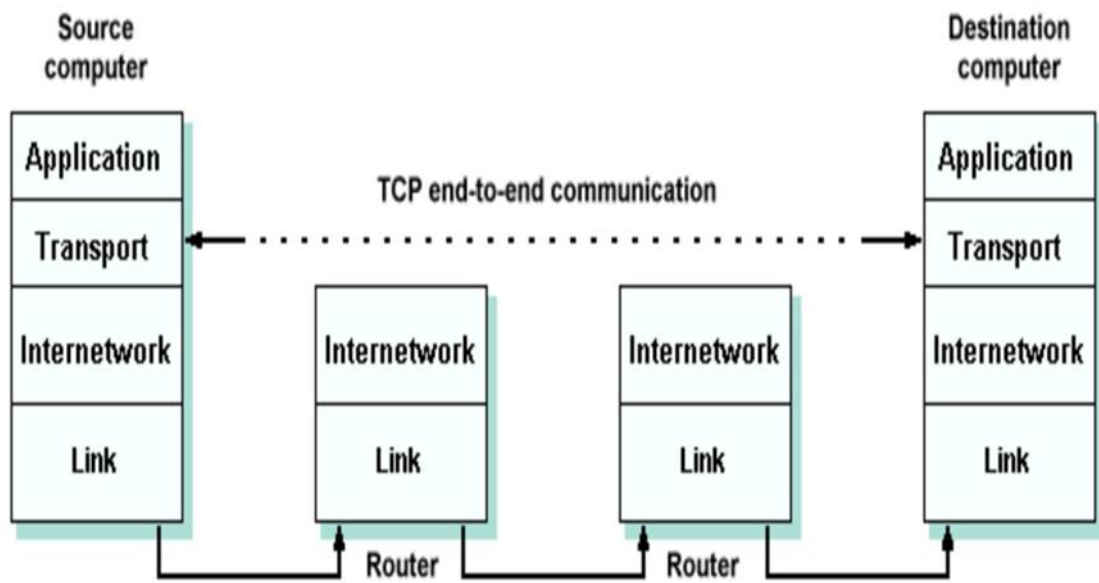 Source
computer
Destination
computer
Application
Application
TCP end-to-end communication
Transport
Transport
Internetwork
Internetwork
Internetwork
Internetwork
Link
Link
Link
Link
Router
Router